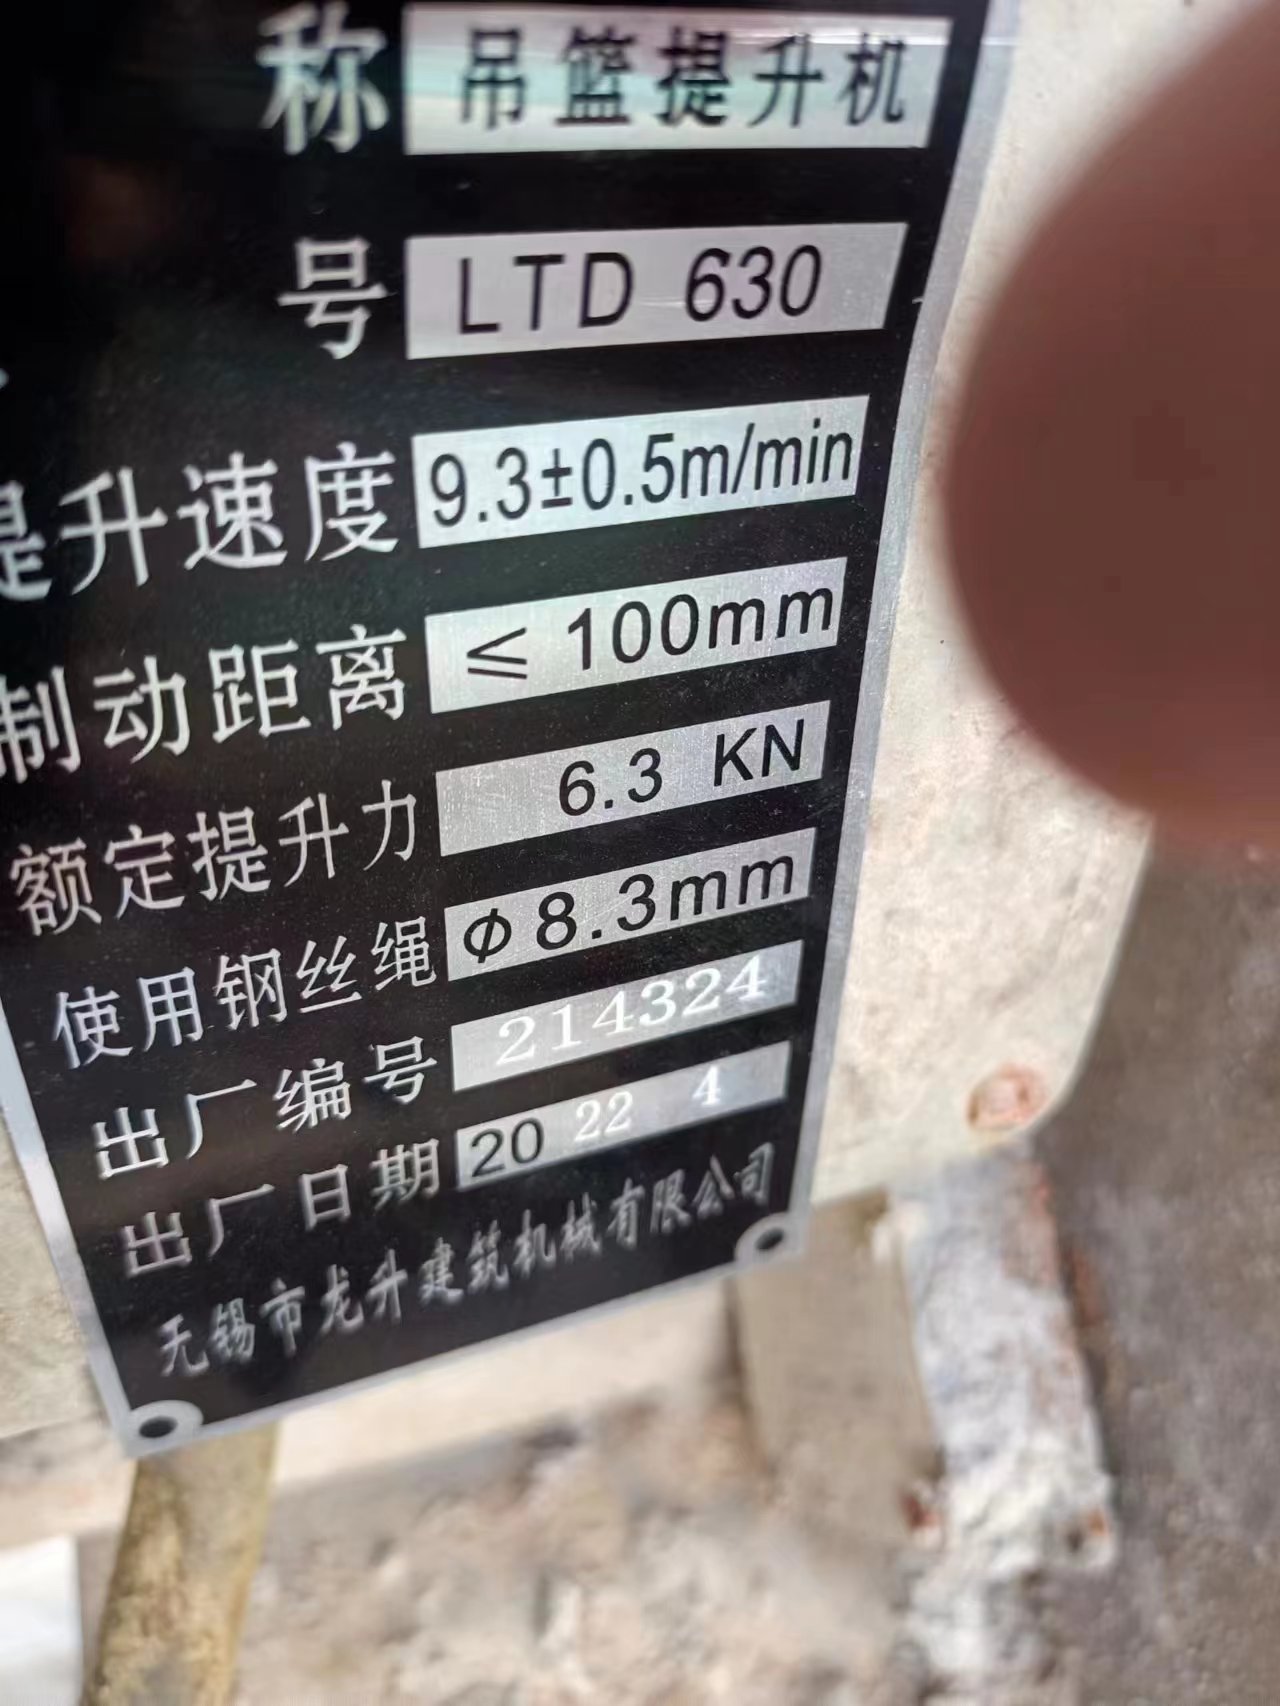 称 吊篮提升机
号 LTD 630
提升速度 9.3±0.5m/min
制动距离 ≤100mm
额定提升力 6.3 KN
使用钢丝绳 Φ8.3mm
出厂编号 214324
出厂日期 2022 4
无锡市龙升建筑机械有限公司